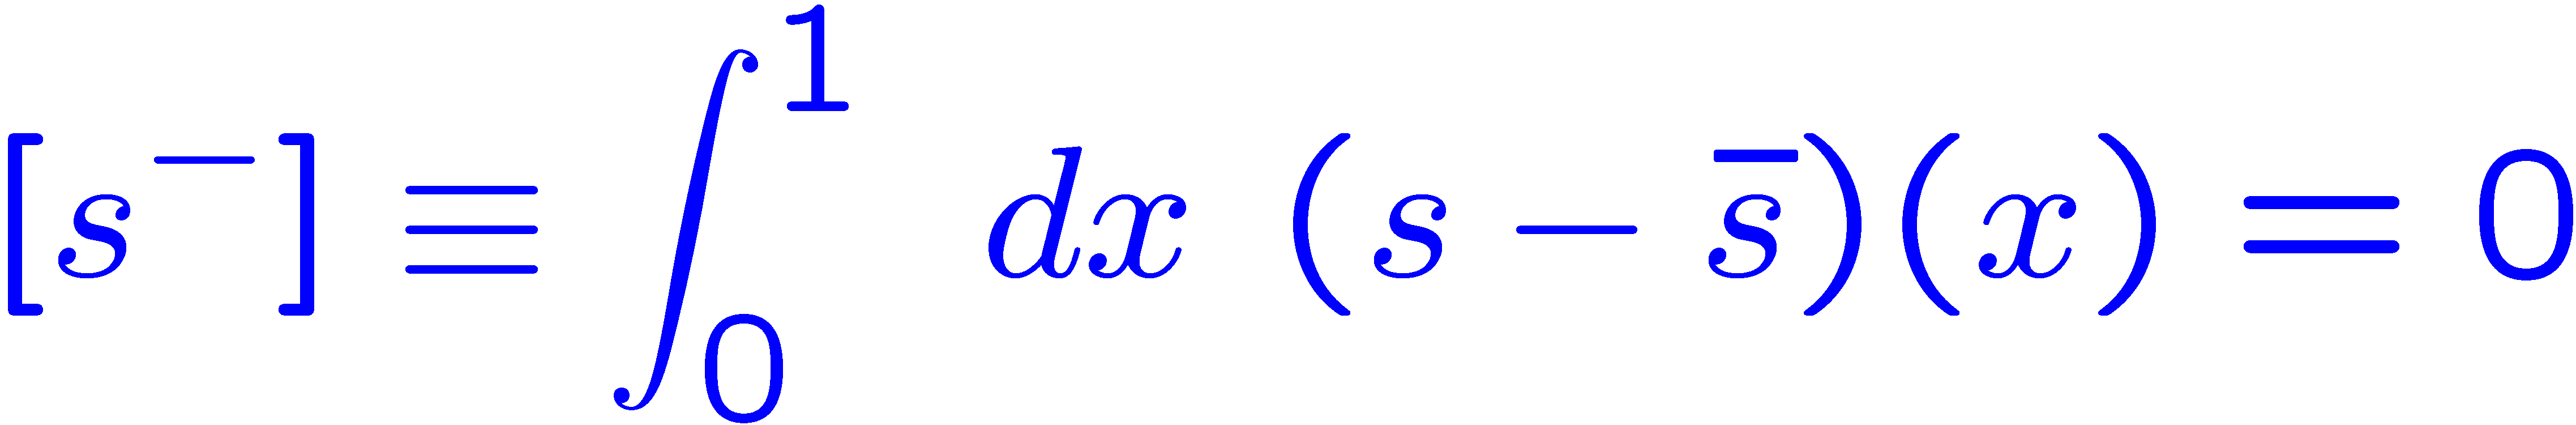 [s⁻] ≡ ∫₀¹ dx (s − s̄)(x) = 0